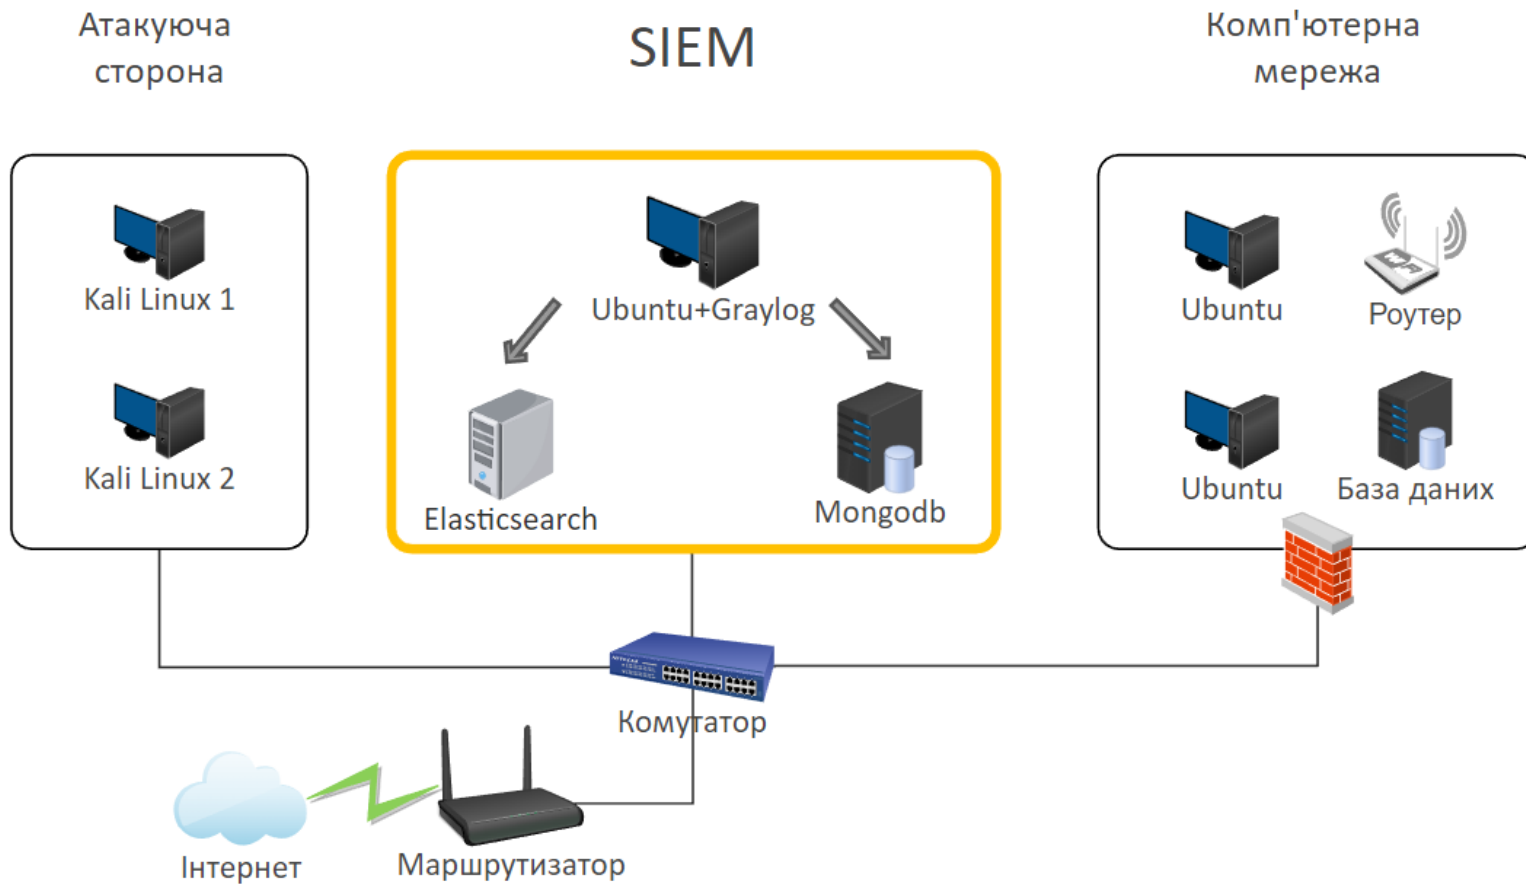 Атакуюча
сторона
SIEM
Комп'ютерна
мережа
Kali Linux 1
Kali Linux 2
Ubuntu+Graylog
Elasticsearch
Mongodb
Ubuntu
Роутер
Ubuntu
База даних
Комутатор
Інтернет
Маршрутизатор